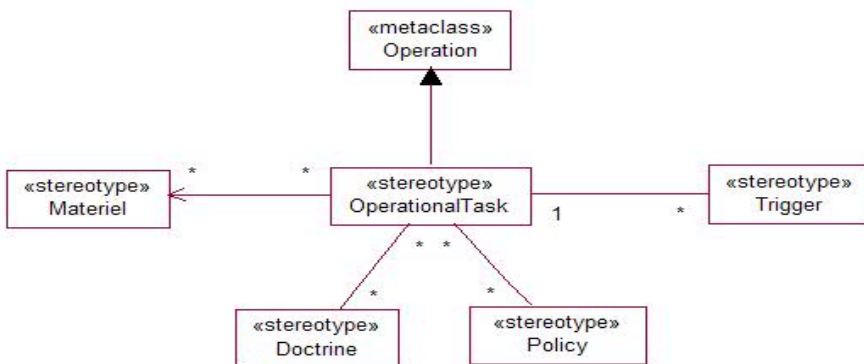 «metaclass»
Operation
«stereotype»
Materiel
*
*
«stereotype»
OperationalTask
1
*
«stereotype»
Trigger
*
*
*
*
«stereotype»
Doctrine
«stereotype»
Policy